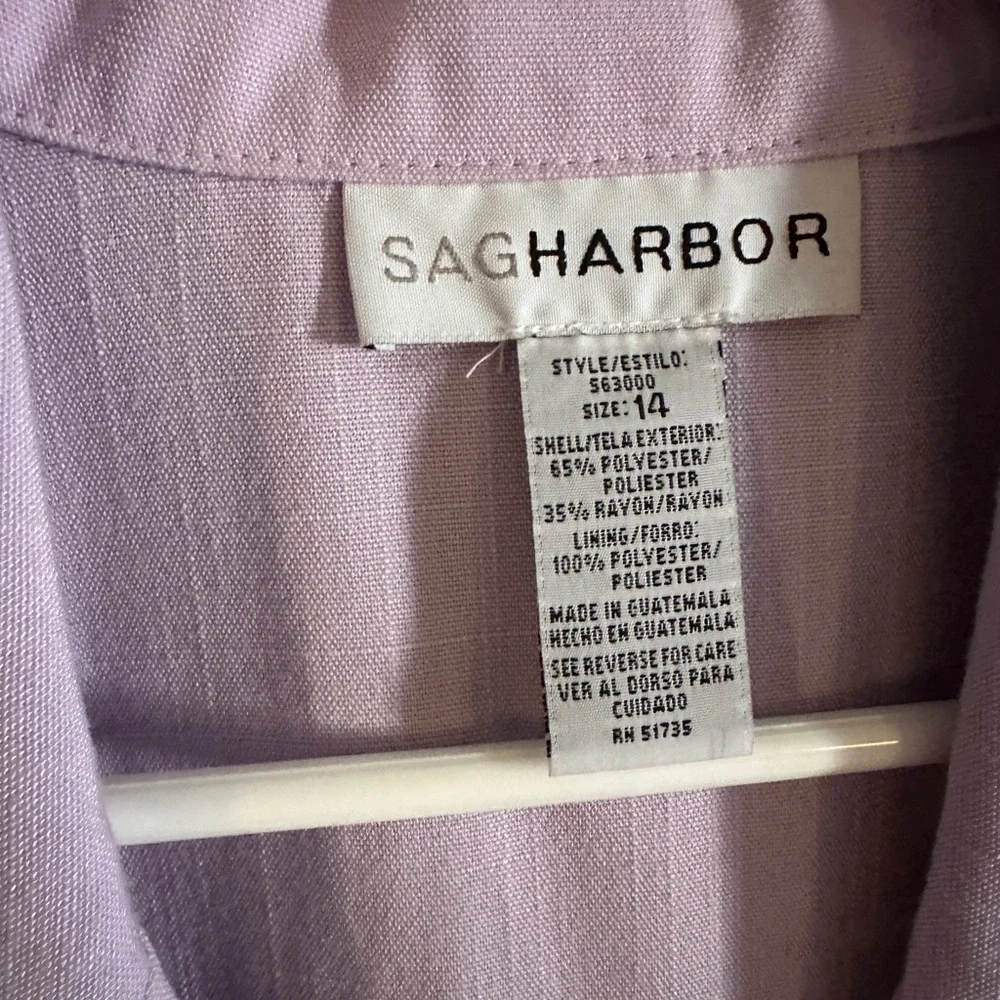 SAGHARBOR
STYLE/ESTILO:
S63000
SIZE: 14
SHELL/TELA EXTERIOR:
65% POLYESTER/
POLIESTER
35% RAYON/RAYON
LINING/FORRO:
100% POLYESTER/
POLIESTER
MADE IN GUATEMALA
HECHO EN GUATEMALA
SEE REVERSE FOR CARE
VER AL DORSO PARA
CUIDADO
RN 51735